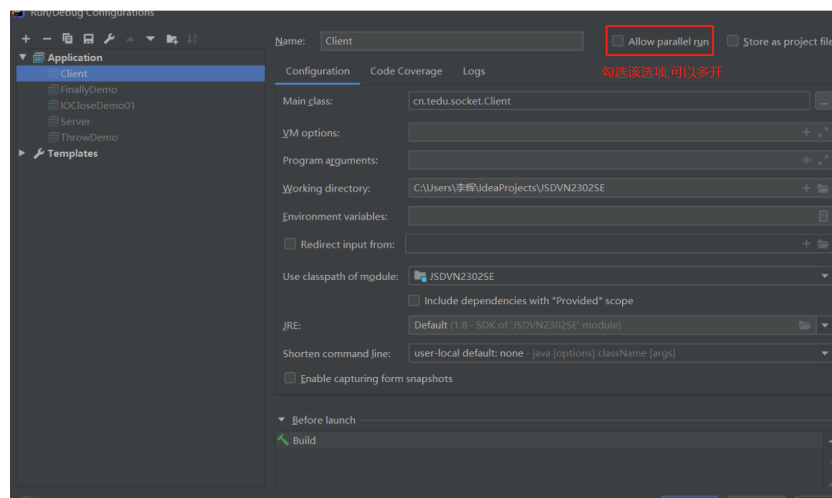 Run/Debug Configurations
Name: Client
Allow parallel run
Store as project file
Application
Client
FinallyDemo
IOCloseDemo01
Server
ThrowDemo
Templates
Configuration Code Coverage Logs
勾选该选项,可以多开
Main class: cn.tedu.socket.Client
VM options:
Program arguments:
Working directory: C:\Users\李辉\IdeaProjects\JSDVN2302SE
Environment variables:
Redirect input from:
Use classpath of module: JSDVN2302SE
Include dependencies with "Provided" scope
JRE: Default (1.8 - SDK of 'JSDVN2302SE' module)
Shorten command line: user-local default: none - java [options] className [args]
Enable capturing form snapshots
Before launch
Build